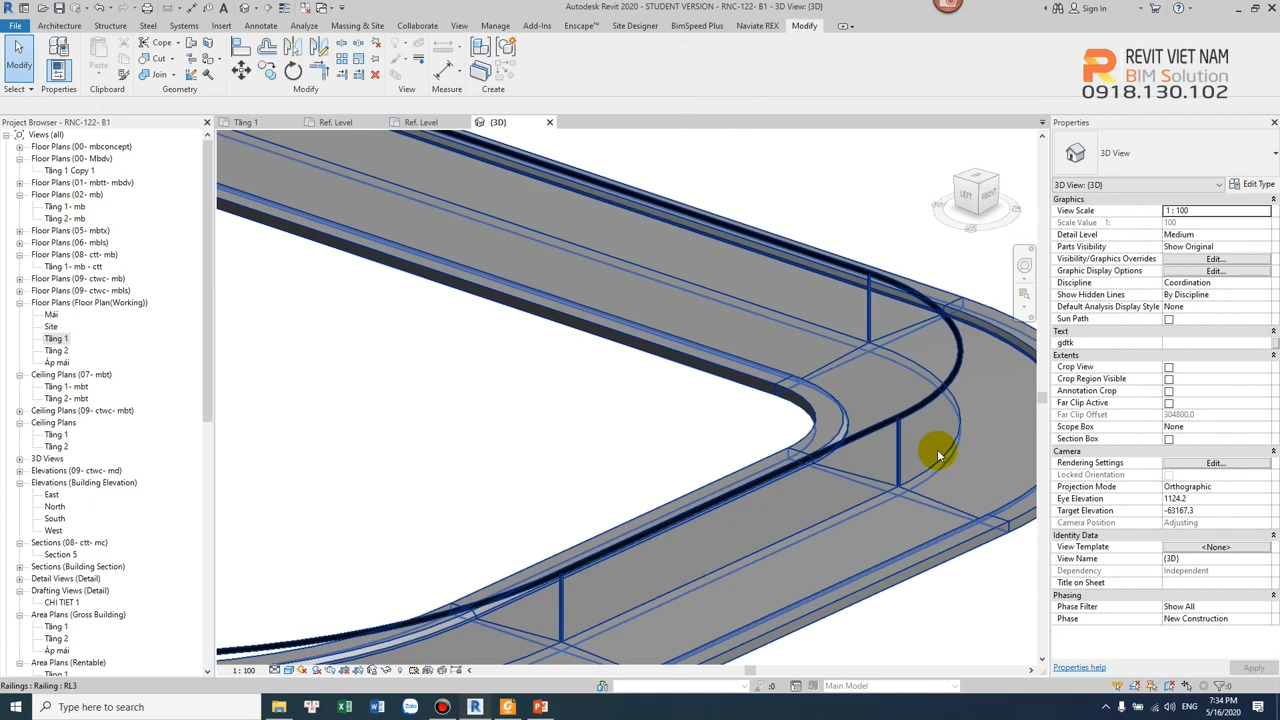 Autodesk Revit 2020 - STUDENT VERSION - RNC-122- B1 - 3D View: {3D}
Sign In
File Architecture Structure Steel Systems Insert Annotate Analyze Massing & Site Collaborate View Manage Add-Ins Enscape™ Site Designer BimSpeed Plus Naviate REX Modify
Modify
Properties
Paste
Cope
Cut
Join
Select Properties Clipboard Geometry Modify View Measure Create
REVIT VIET NAM
BIM Solution
0918.130.102
Project Browser - RNC-122- B1
Tầng 1
Ref. Level
Ref. Level
{3D}
Properties
Views (all)
Floor Plans (00- mbconcept)
Floor Plans (00- Mbdv)
Tầng 1 Copy 1
Floor Plans (01- mbtt- mbdv)
Floor Plans (02- mb)
Tầng 1- mb
Tầng 2- mb
Floor Plans (05- mbtx)
Floor Plans (06- mbls)
Floor Plans (08- ctt- mb)
Tầng 1- mb - ctt
Floor Plans (09- ctwc- mb)
Floor Plans (09- ctwc- mbls)
Floor Plans (Floor Plan(Working))
Mái
Site
Tầng 1
Tầng 2
Áp mái
Ceiling Plans (07- mbt)
Tầng 1- mbt
Tầng 2- mbt
Ceiling Plans (09- ctwc- mbt)
Ceiling Plans
Tầng 1
Tầng 2
3D Views
Elevations (09- ctwc- md)
Elevations (Building Elevation)
East
North
South
West
Sections (08- ctt- mc)
Section 5
Sections (Building Section)
Detail Views (Detail)
Drafting Views (Detail)
CHI TIET 1
Area Plans (Gross Building)
Tầng 1
Tầng 2
Áp mái
Area Plans (Rentable)
Tầng 1
LEFT
FRONT
3D View
3D View: {3D}
Edit Type
Graphics
View Scale 1 : 100
Scale Value 1: 100
Detail Level Medium
Parts Visibility Show Original
Visibility/Graphics Overrides Edit...
Graphic Display Options Edit...
Discipline Coordination
Show Hidden Lines By Discipline
Default Analysis Display Style None
Sun Path
Text
gdtk
Extents
Crop View
Crop Region Visible
Annotation Crop
Far Clip Active
Far Clip Offset 304800.0
Scope Box None
Section Box
Camera
Rendering Settings Edit...
Locked Orientation
Projection Mode Orthographic
Eye Elevation 1124.2
Target Elevation -63167.3
Camera Position Adjusting
Identity Data
View Template <None>
View Name {3D}
Dependency Independent
Title on Sheet
Phasing
Phase Filter Show All
Phase New Construction
Properties help
Apply
1 : 100
Railings : Railing : RL3
:0
Main Model
:0
Type here to search
ENG
7:34 PM
5/16/2020